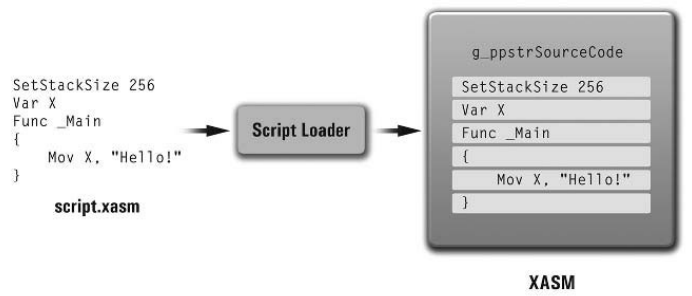 SetStackSize 256
Var X
Func _Main
{
    Mov X, "Hello!"
}
script.xasm
Script Loader
g_ppstrSourceCode
SetStackSize 256
Var X
Func _Main
{
    Mov X, "Hello!"
}
XASM